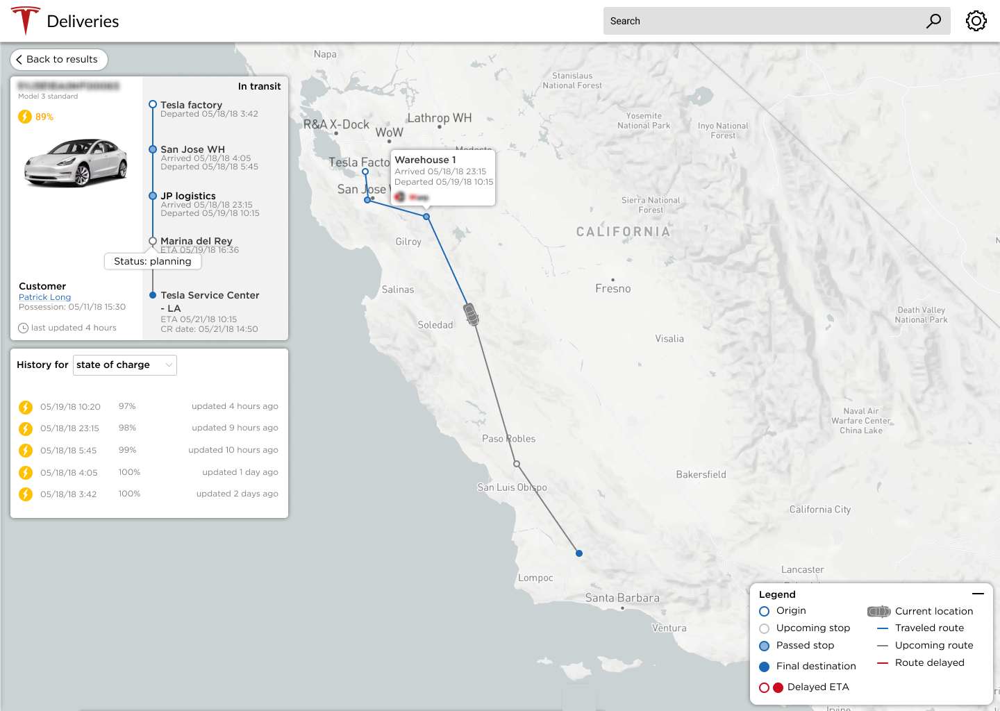 Deliveries
Search
Back to results
Model 3 standard
89%
In transit
Tesla factory
Departed 05/18/18 3:42
San Jose WH
Arrived 05/18/18 4:05
Departed 05/18/18 5:45
JP logistics
Arrived 05/18/18 23:15
Departed 05/19/18 10:15
Marina del Rey
ETA 05/19/18 16:36
Status: planning
Tesla Service Center
- LA
ETA 05/21/18 10:15
CR date: 05/21/18 14:50
Customer
Patrick Long
Possession: 05/11/18 15:30
last updated 4 hours
History for state of charge
05/19/18 10:20 97% updated 4 hours ago
05/18/18 23:15 98% updated 9 hours ago
05/18/18 5:45 99% updated 10 hours ago
05/18/18 4:05 100% updated 1 day ago
05/18/18 3:42 100% updated 2 days ago
Napa
Stanislaus
National Forest
Yosemite
National Park
Inyo National
Forest
R&A X-Dock
WoW
Lathrop WH
Modesto
Tesla Facto
San Jose
Warehouse 1
Arrived 05/18/18 23:15
Departed 05/19/18 10:15
Sierra National
Forest
CALIFORNIA
Gilroy
Salinas
Fresno
Soledad
Visalia
Death Valley
National Park
Naval Air
Warfare Center
China Lake
Paso Robles
San Luis Obispo
Bakersfield
California City
Lompoc
Lancaster
Santa Barbara
Ventura
Legend
Origin
Upcoming stop
Passed stop
Final destination
Delayed ETA
Current location
Traveled route
Upcoming route
Route delayed
Irvine